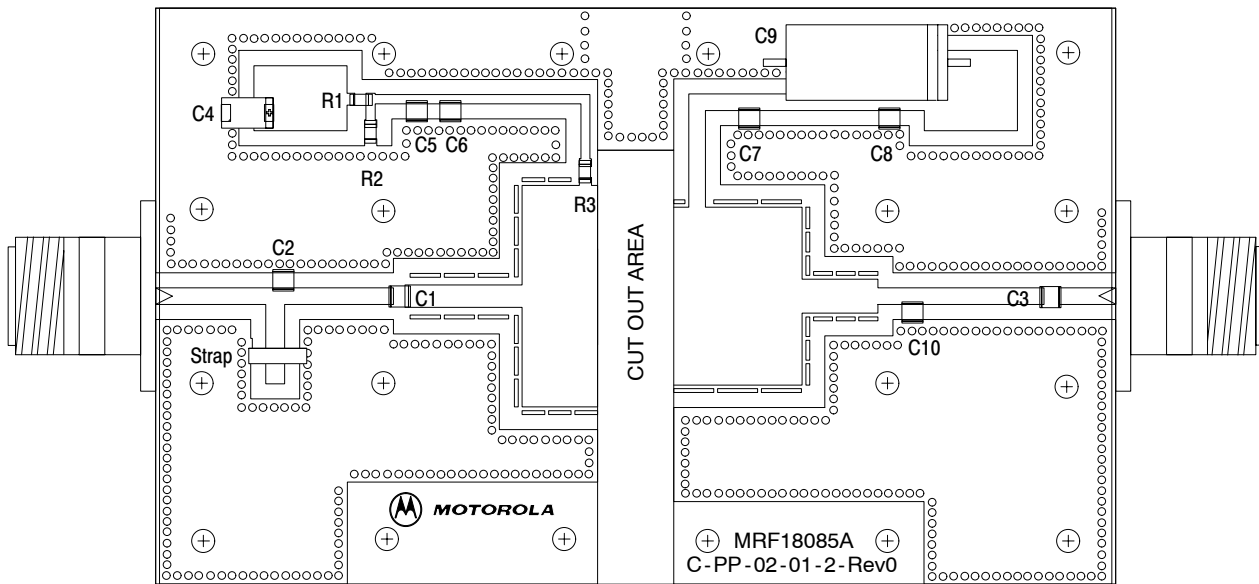 C9
C4
R1
C5
C6
C7
C8
R2
R3
C2
C1
C3
CUT OUT AREA
C10
Strap
MOTOROLA
MRF18085A
C-PP-02-01-2-Rev0